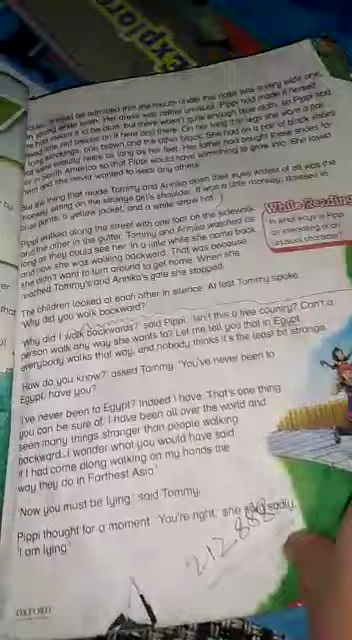 Explore
colour. It must be admitted that the mouth under this nose was a very wide one,
with strong white teeth. Her dress was rather unusual. Pippi had made it herself.
She had meant it to be blue, but there wasn't quite enough blue cloth, so Pippi had
sewed little red pieces on it here and there. On her long thin legs she wore a pair
of long stockings, one brown and the other black. She had on a pair of black shoes
that were exactly twice as long as her feet. Her father had bought these shoes for
her in South America so that Pippi would have something to grow into. She loved
them and she never wanted to wear any others.
But the thing that made Tommy and Annika open their eyes widest of all was the
monkey sitting on the strange girl's shoulder. It was a little monkey, dressed in
blue pants, a yellow jacket, and a white straw hat.
Pippi walked along the street with one foot on the sidewalk
and the other in the gutter. Tommy and Annika watched as
long as they could see her. In a little while she came back
and now she was walking backward. That was because
she didn't want to turn around to get home. When she
reached Tommy's and Annika's gate she stopped.
While Reading
In what ways is Pippi
an interesting or an
unusual character?
The children looked at each other in silence. At last Tommy spoke.
'Why did you walk backward?'
'Why did I walk backwards?' said Pippi. 'Isn't this a free country? Can't a
person walk any way she wants to? Let me tell you that in Egypt
everybody walks that way, and nobody thinks it's the least bit strange.'
'How do you know?' asked Tommy. 'You've never been to
Egypt, have you?'
'I've never been to Egypt? Indeed I have. That's one thing
you can be sure of. I have been all over the world and
seen many things stranger than people walking
backward. I wonder what you would have said
if I had come along walking on my hands the
way they do in Farthest Asia.'
'Now you must be lying,' said Tommy.
Pippi thought for a moment. 'You're right,' she said sadly,
'I am lying.'
OXFORD